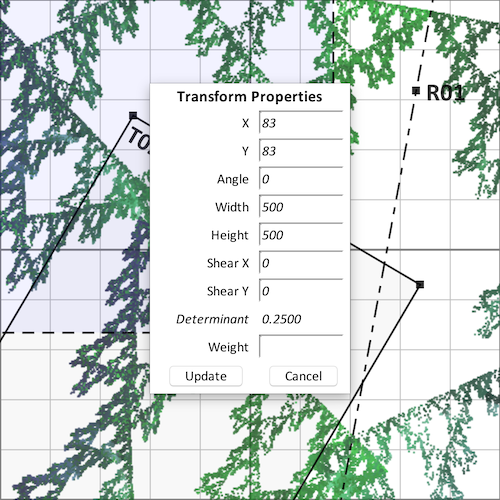 Transform Properties
R01
X 83
Y 83
Angle 0
Width 500
Height 500
Shear X 0
Shear Y 0
Determinant 0.2500
Weight
Update Cancel